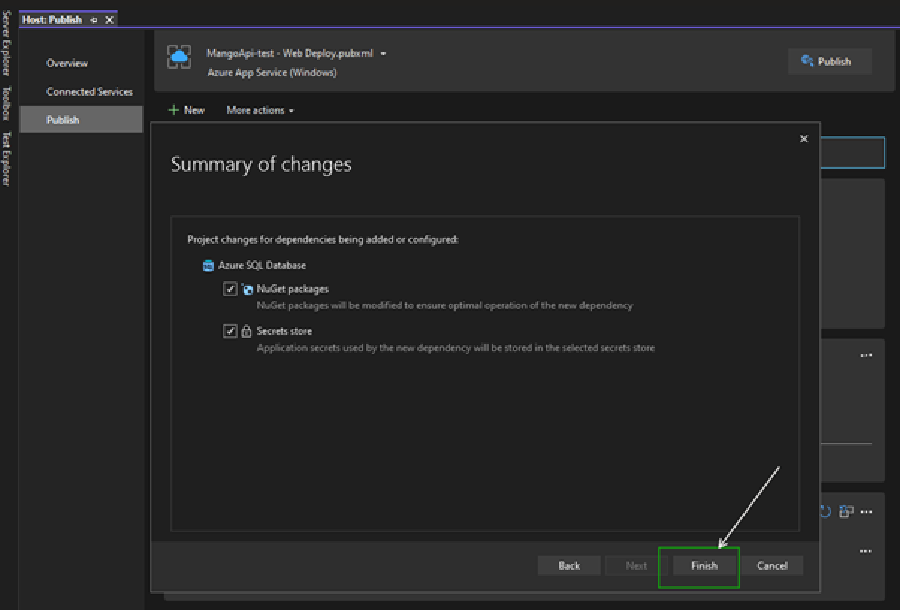 Host: Publish
Server Explorer
Toolbox
Test Explorer
Overview
Connected Services
Publish
MangoApi-test - Web Deploy.pubxml
Azure App Service (Windows)
Publish
New
More actions
Summary of changes
Project changes for dependencies being added or configured:
Azure SQL Database
NuGet packages
NuGet packages will be modified to ensure optimal operation of the new dependency
Secrets store
Application secrets used by the new dependency will be stored in the selected secrets store
Back
Next
Finish
Cancel